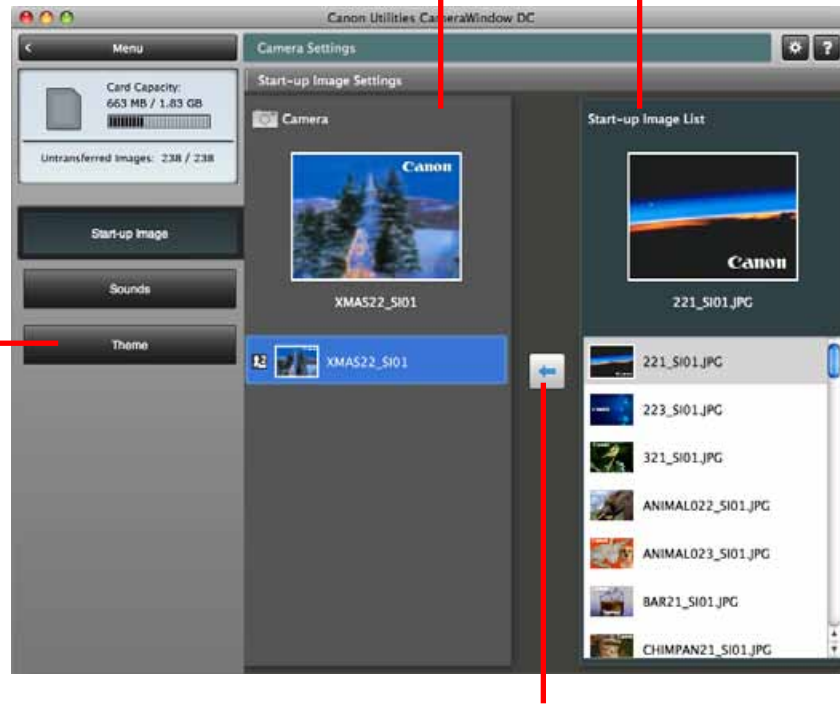 Canon Utilities CameraWindow DC
Menu
Card Capacity:
663 MB / 1.83 GB
Untransferred Images: 238 / 238
Start-up Image
Sounds
Theme
Camera Settings
?
Start-up Image Settings
Camera
Canon
XMAS22_SI01
XMAS22_SI01
Start-up Image List
Canon
221_SI01.JPG
221_SI01.JPG
223_SI01.JPG
321_SI01.JPG
ANIMAL022_SI01.JPG
ANIMAL023_SI01.JPG
BAR21_SI01.JPG
CHIMPAN21_SI01.JPG